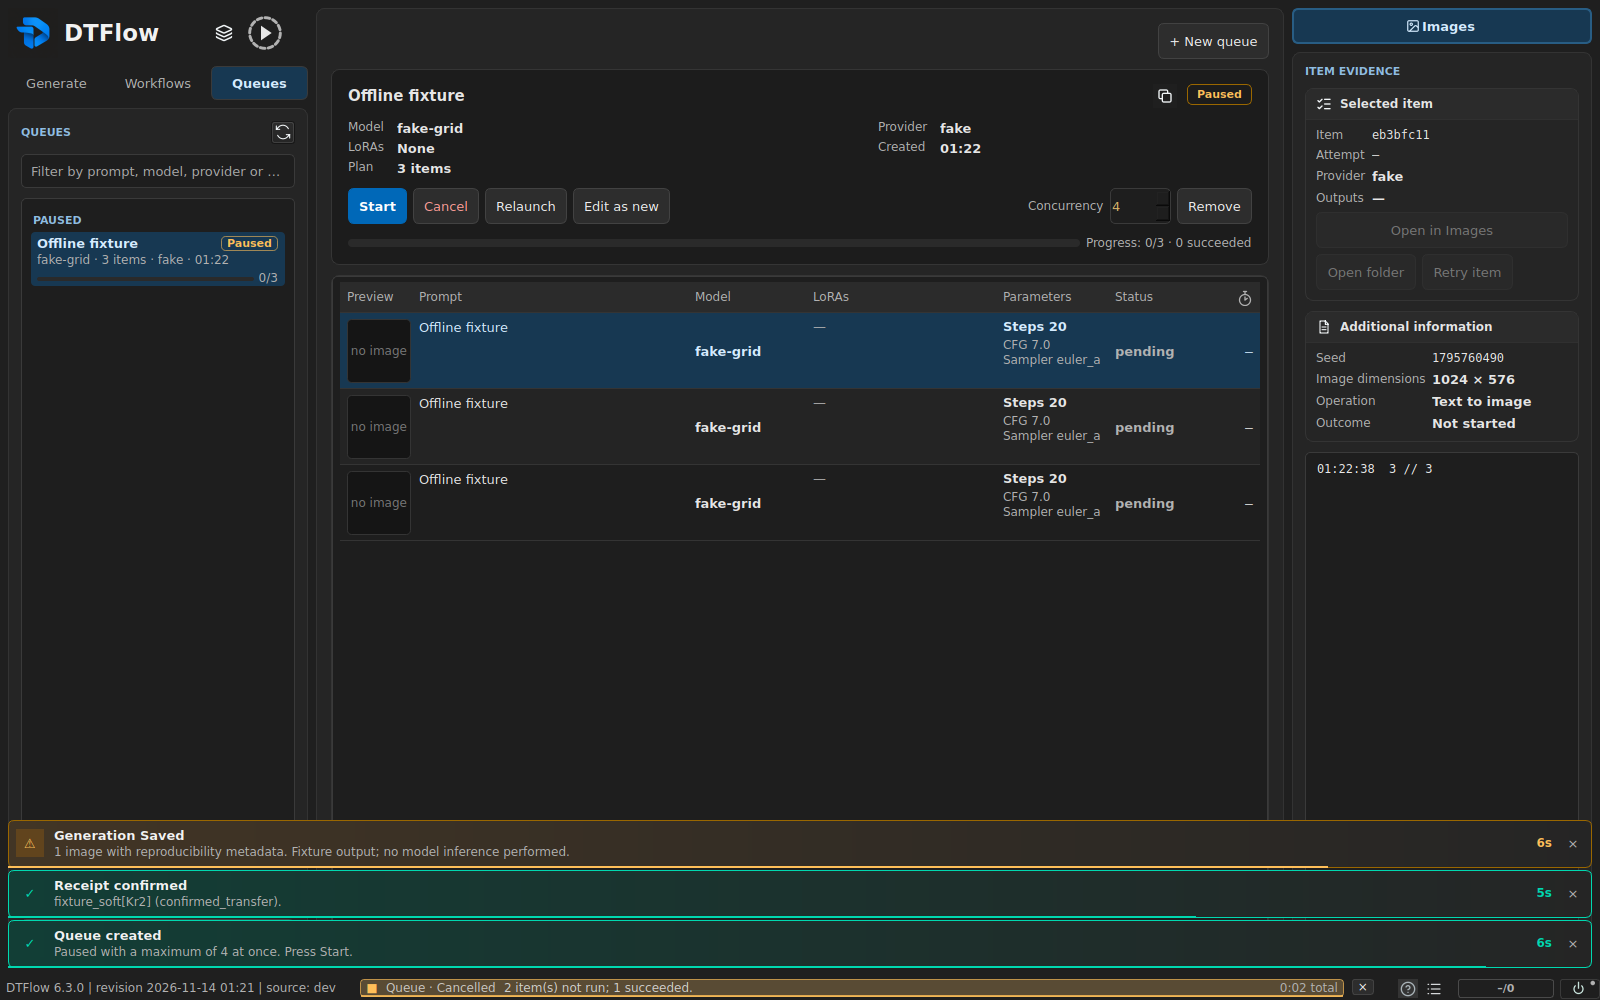 DTFlow
Generate Workflows Queues
QUEUES
Filter by prompt, model, provider or ...
PAUSED
Offline fixture Paused
fake-grid · 3 items · fake · 01:22
0/3
+ New queue
Offline fixture Paused
Model fake-grid Provider fake
LoRAs None Created 01:22
Plan 3 items
Start Cancel Relaunch Edit as new Concurrency 4 Remove
Progress: 0/3 · 0 succeeded
Preview Prompt Model LoRAs Parameters Status
no image Offline fixture fake-grid — Steps 20
CFG 7.0
Sampler euler_a pending –
no image Offline fixture fake-grid — Steps 20
CFG 7.0
Sampler euler_a pending –
no image Offline fixture fake-grid — Steps 20
CFG 7.0
Sampler euler_a pending –
Images
ITEM EVIDENCE
Selected item
Item eb3bfc11
Attempt –
Provider fake
Outputs —
Open in Images
Open folder Retry item
Additional information
Seed 1795760490
Image dimensions 1024 × 576
Operation Text to image
Outcome Not started
01:22:38 3 // 3
Generation Saved
1 image with reproducibility metadata. Fixture output; no model inference performed.
6s ×
Receipt confirmed
fixture_soft[Kr2] (confirmed_transfer).
5s ×
Queue created
Paused with a maximum of 4 at once. Press Start.
6s ×
DTFlow 6.3.0 | revision 2026-11-14 01:21 | source: dev
Queue · Cancelled 2 item(s) not run; 1 succeeded. 0:02 total ×
–/0